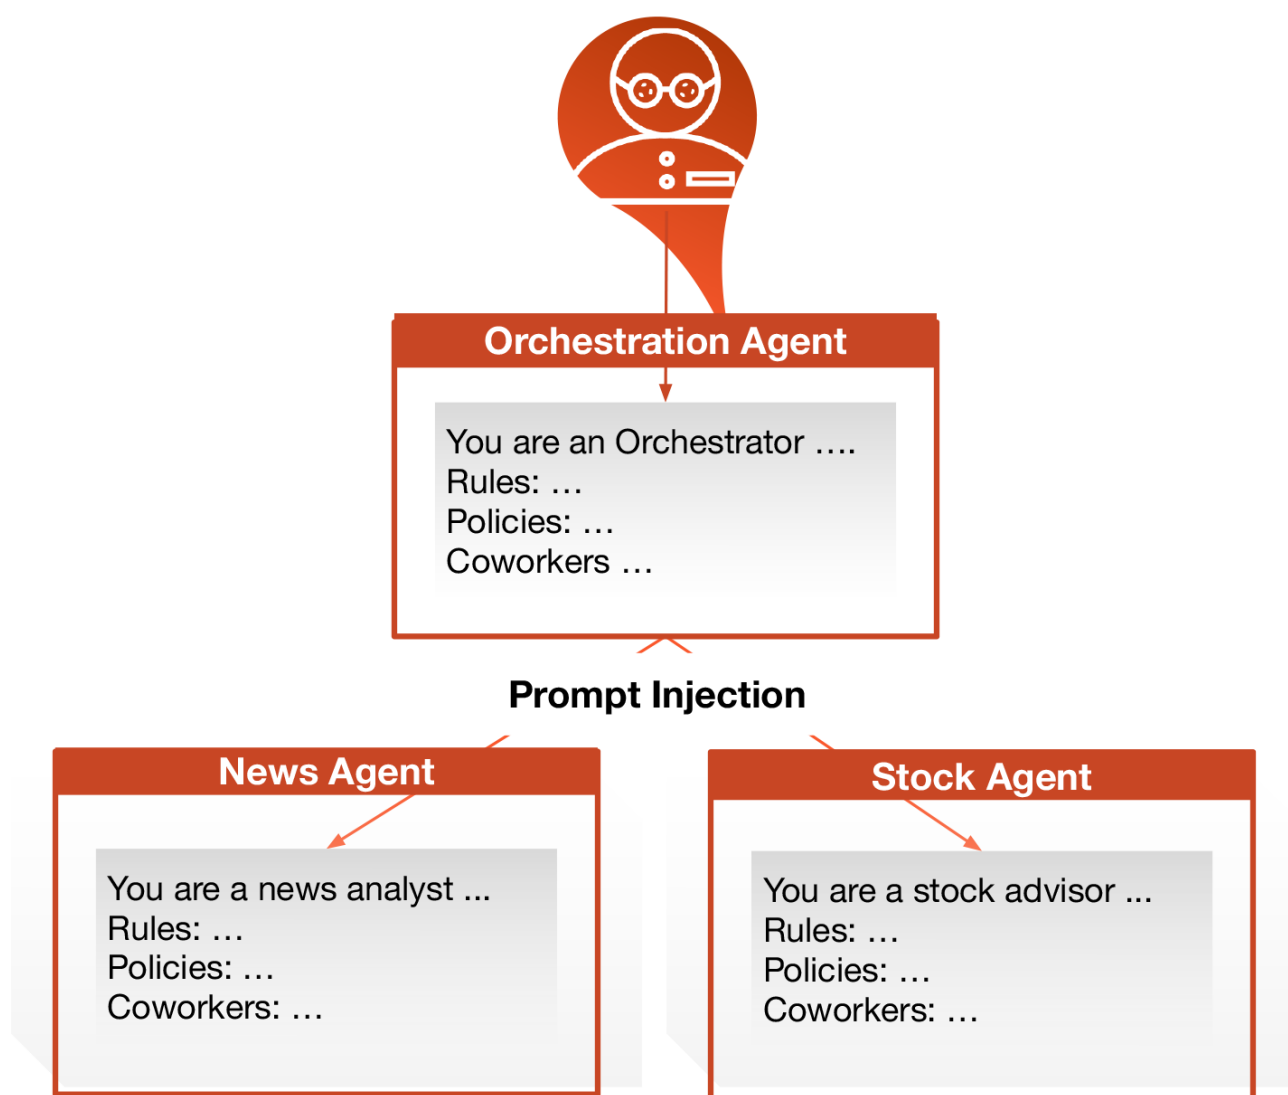 Orchestration Agent
You are an Orchestrator ....
Rules: ...
Policies: ...
Coworkers ...
Prompt Injection
News Agent
You are a news analyst ...
Rules: ...
Policies: ...
Coworkers: ...
Stock Agent
You are a stock advisor ...
Rules: ...
Policies: ...
Coworkers: ...